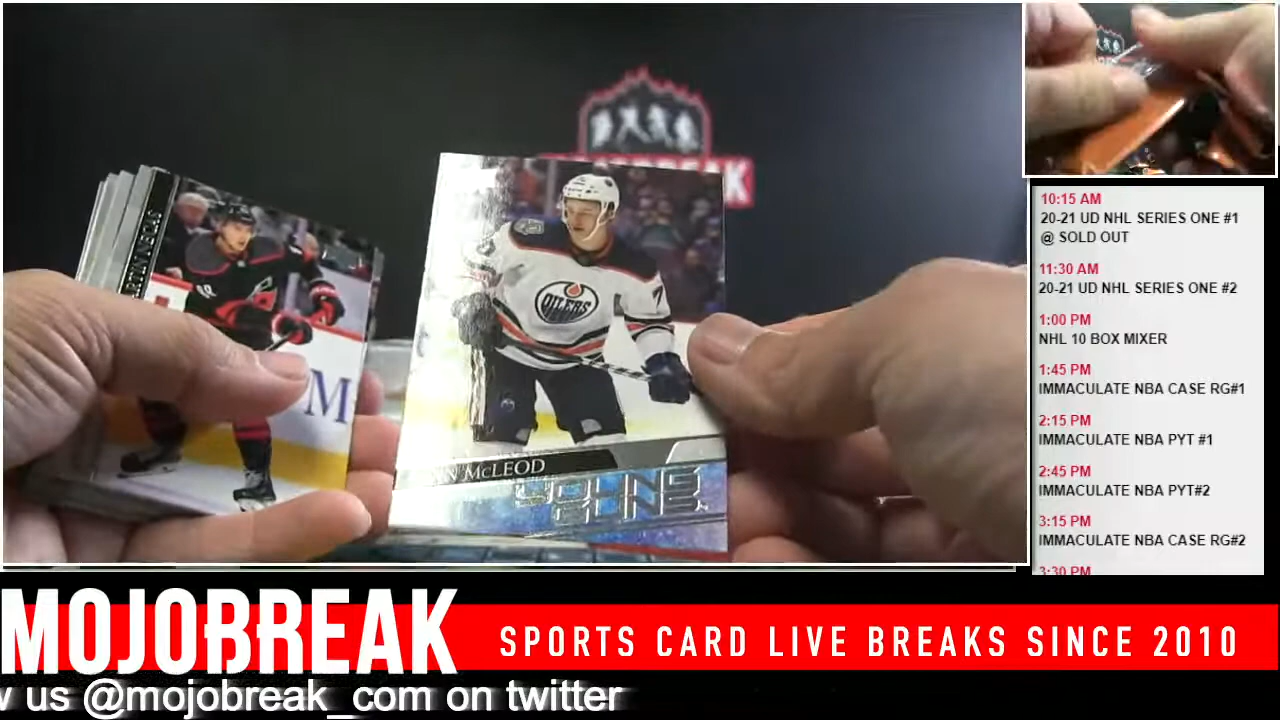 OILERS
N McLEOD
YOUNG
GUNS
M
10:15 AM
20-21 UD NHL SERIES ONE #1
@ SOLD OUT
11:30 AM
20-21 UD NHL SERIES ONE #2
1:00 PM
NHL 10 BOX MIXER
1:45 PM
IMMACULATE NBA CASE RG#1
2:15 PM
IMMACULATE NBA PYT #1
2:45 PM
IMMACULATE NBA PYT#2
3:15 PM
IMMACULATE NBA CASE RG#2
3:30 PM
MOJOBREAK
SPORTS CARD LIVE BREAKS SINCE 2010
w us @mojobreak_com on twitter